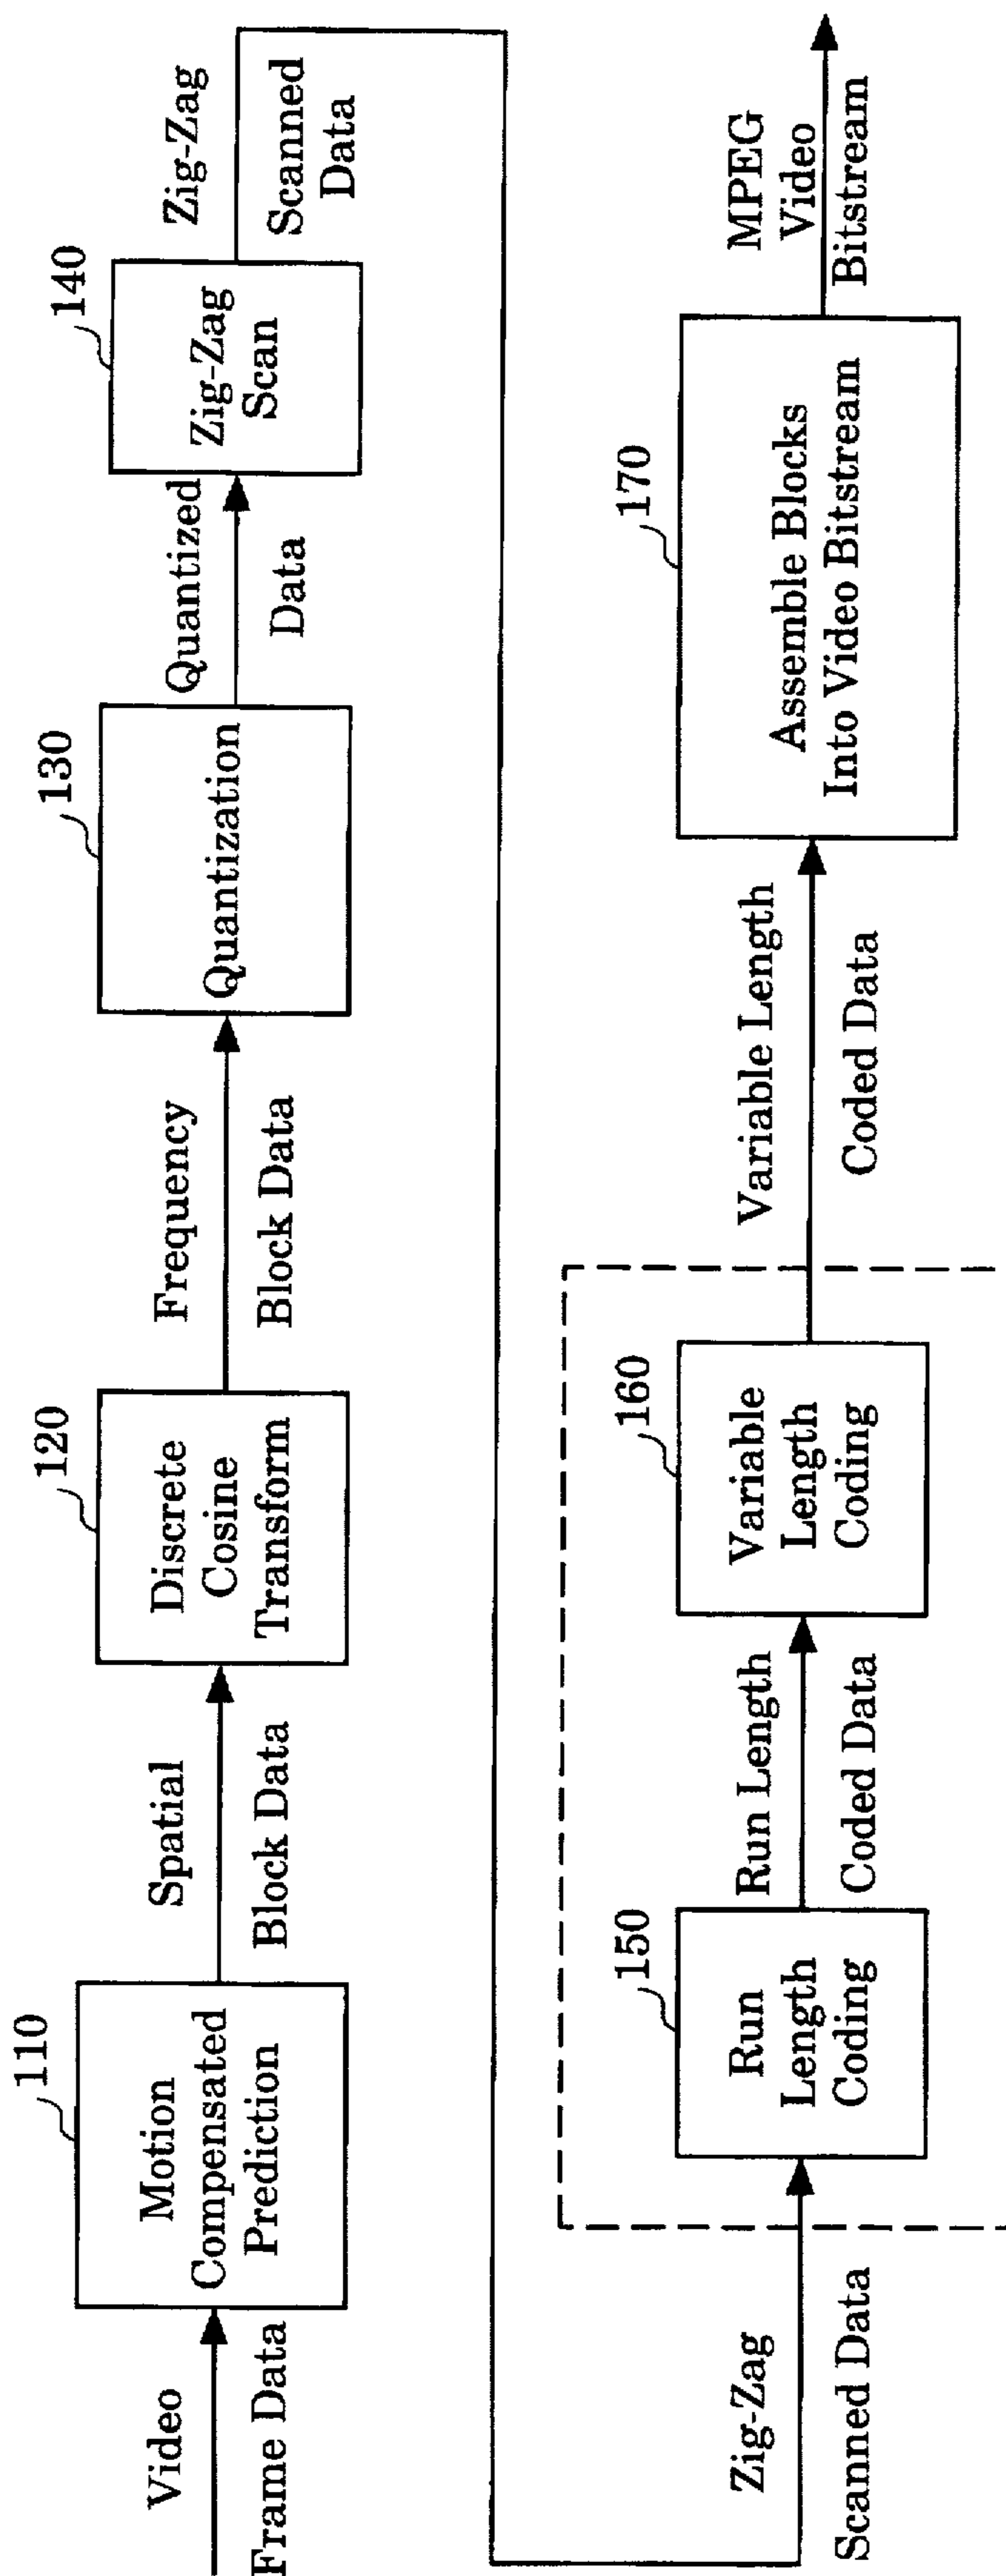 Video
Frame Data
110
Motion
Compensated
Prediction
Spatial
Block Data
120
Discrete
Cosine
Transform
Frequency
Block Data
130
Quantization
Quantized
Data
140
Zig-Zag
Scan
Zig-Zag
Scanned
Data
Zig-Zag
Scanned Data
150
Run
Length
Coding
Run Length
Coded Data
160
Variable
Length
Coding
Variable Length
Coded Data
170
Assemble Blocks
Into Video Bitstream
MPEG
Video
Bitstream